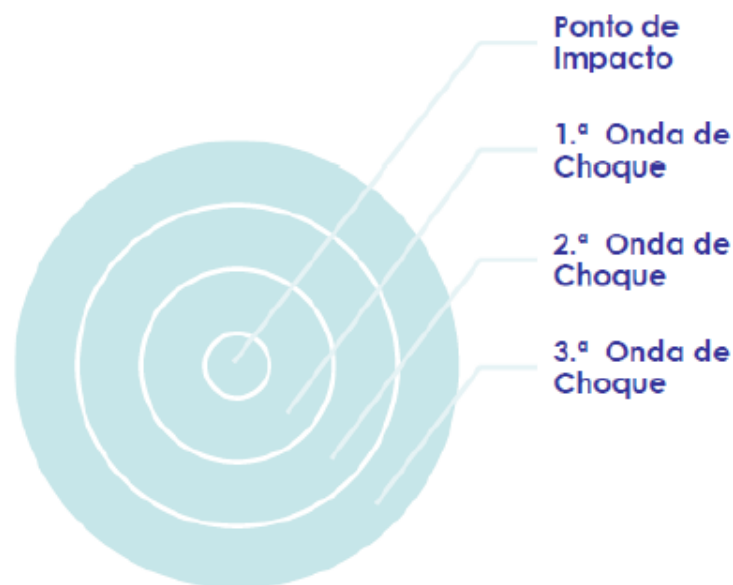 Ponto de
Impacto
1.ª Onda de
Choque
2.ª Onda de
Choque
3.ª Onda de
Choque